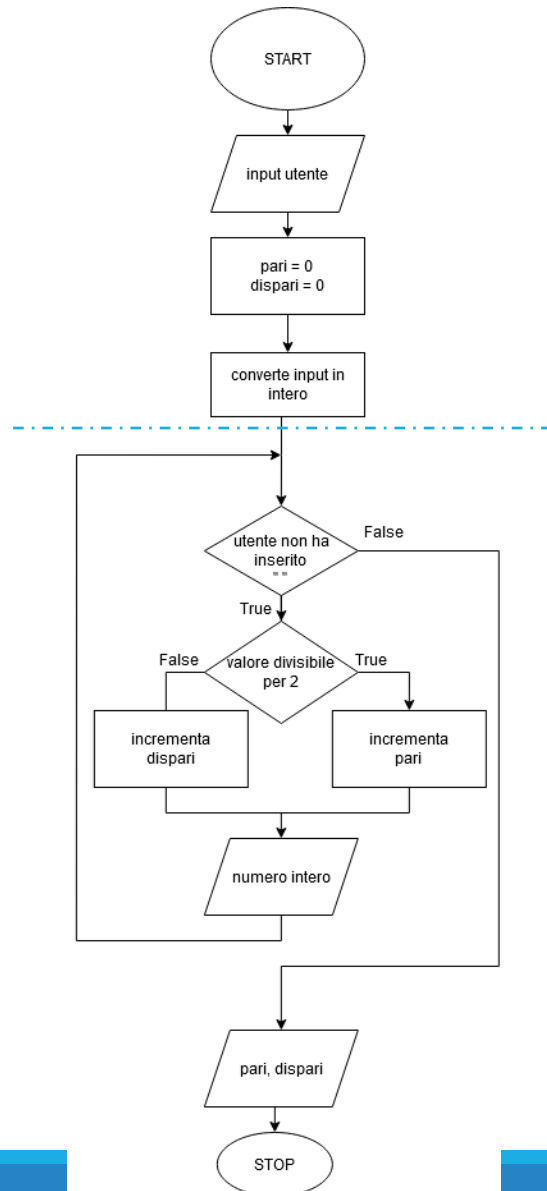 START
input utente
pari = 0
dispari = 0
converte input in
intero
utente non ha
inserito
" "
False
True
valore divisibile
per 2
False
True
incrementa
dispari
incrementa
pari
numero intero
pari, dispari
STOP